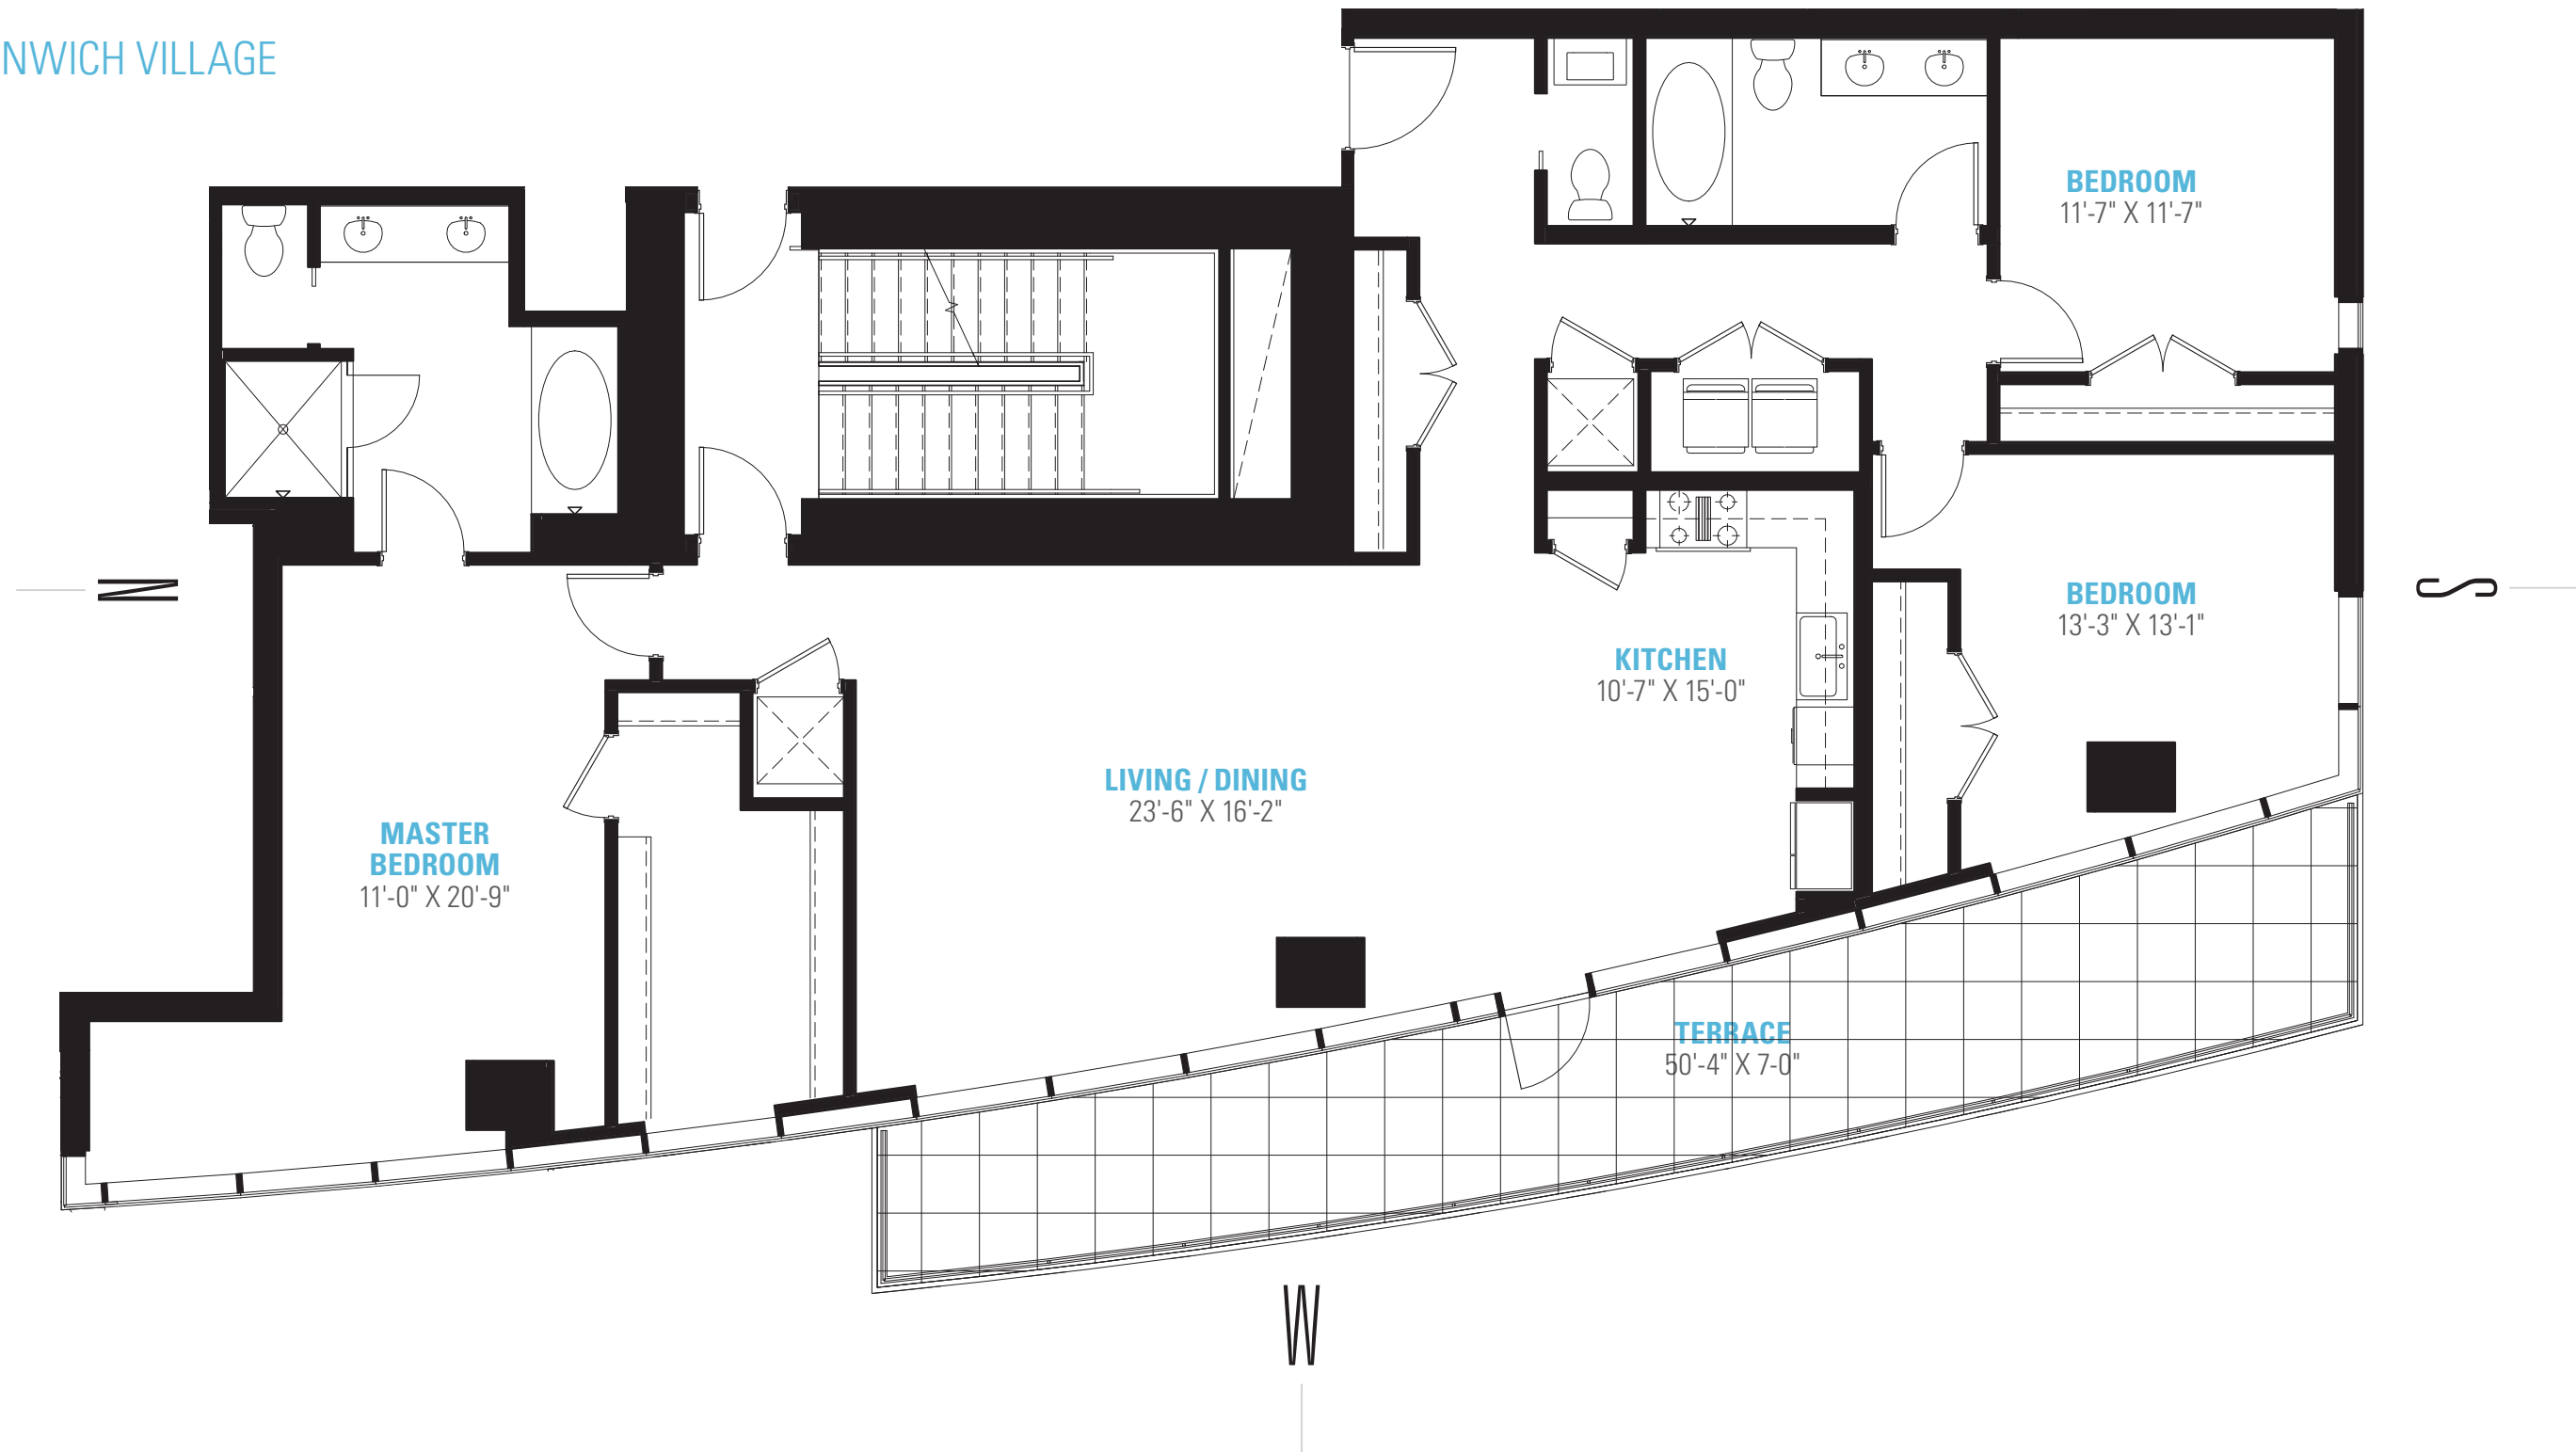 NWICH VILLAGE
BEDROOM
11'-7" X 11'-7"
N
S
BEDROOM
13'-3" X 13'-1"
KITCHEN
10'-7" X 15'-0"
LIVING / DINING
23'-6" X 16'-2"
MASTER
BEDROOM
11'-0" X 20'-9"
TERRACE
50'-4" X 7-0"
W